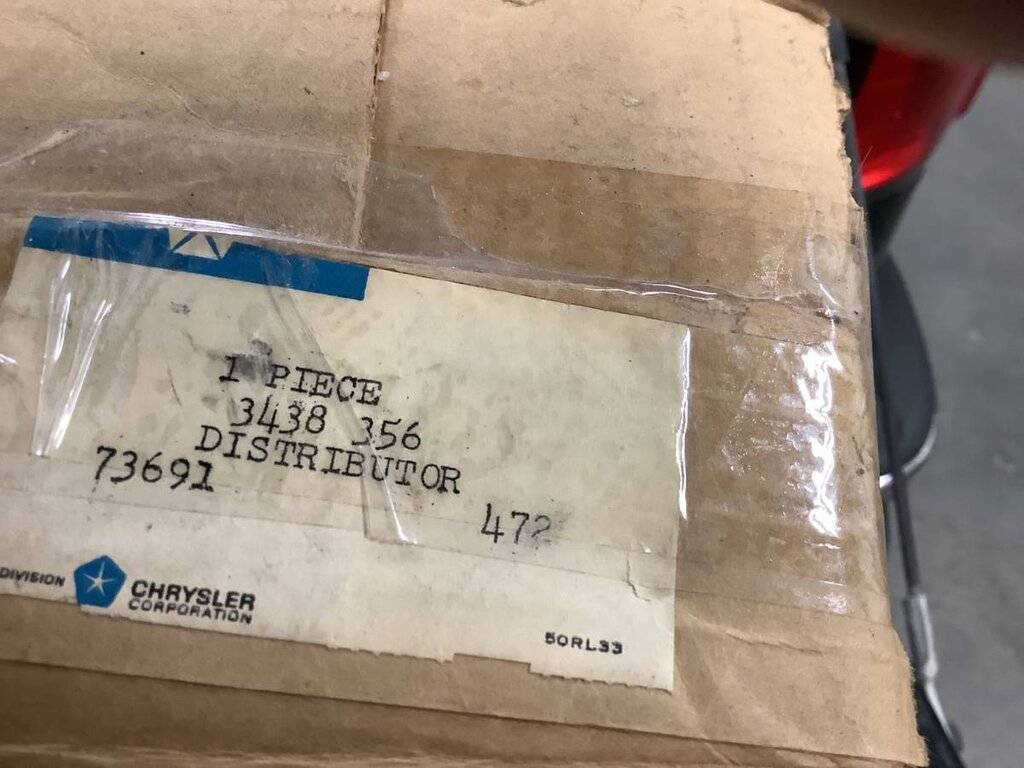 1 PIECE
3438 356
DISTRIBUTOR
73691
472
DIVISION
CHRYSLER
CORPORATION
50RL33